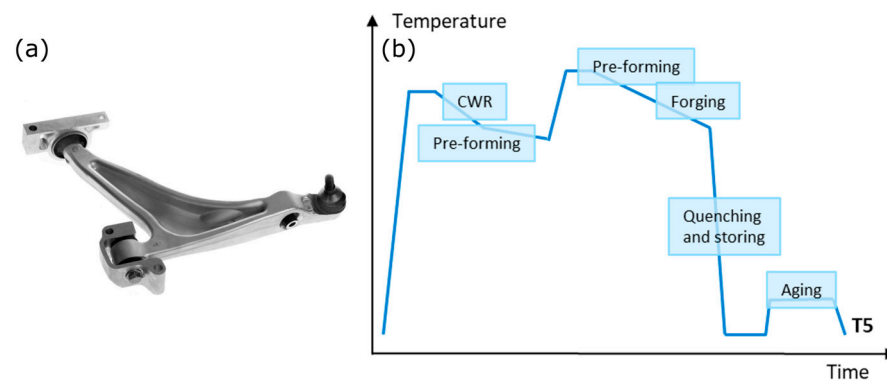 (a)
(b)
Temperature
CWR
Pre-forming
Pre-forming
Forging
Quenching
and storing
Aging
T5
Time